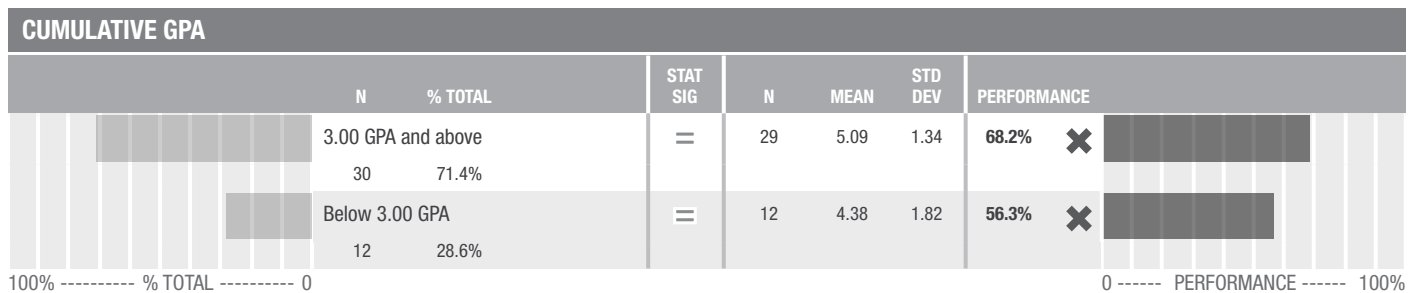 CUMULATIVE GPA
N % TOTAL STAT SIG N MEAN STD DEV PERFORMANCE
3.00 GPA and above = 29 5.09 1.34 68.2% ✖
30 71.4%
Below 3.00 GPA = 12 4.38 1.82 56.3% ✖
12 28.6%
100% ---------- % TOTAL ---------- 0 0 ------ PERFORMANCE ------ 100%